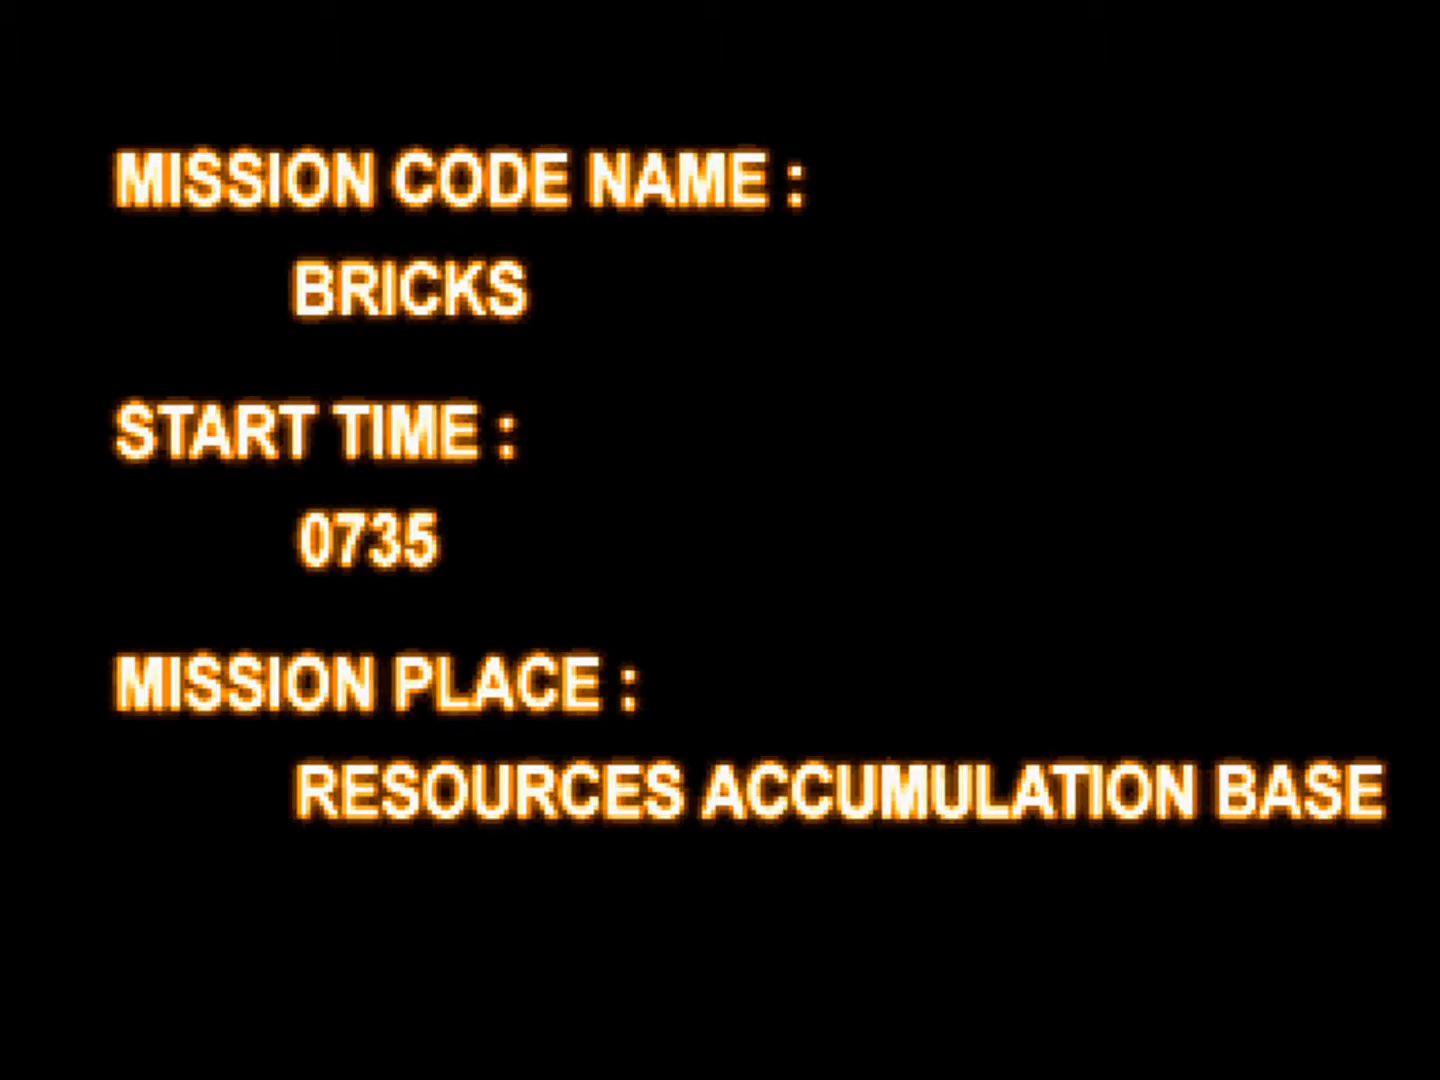 MISSION CODE NAME :
BRICKS
START TIME :
0735
MISSION PLACE :
RESOURCES ACCUMULATION BASE